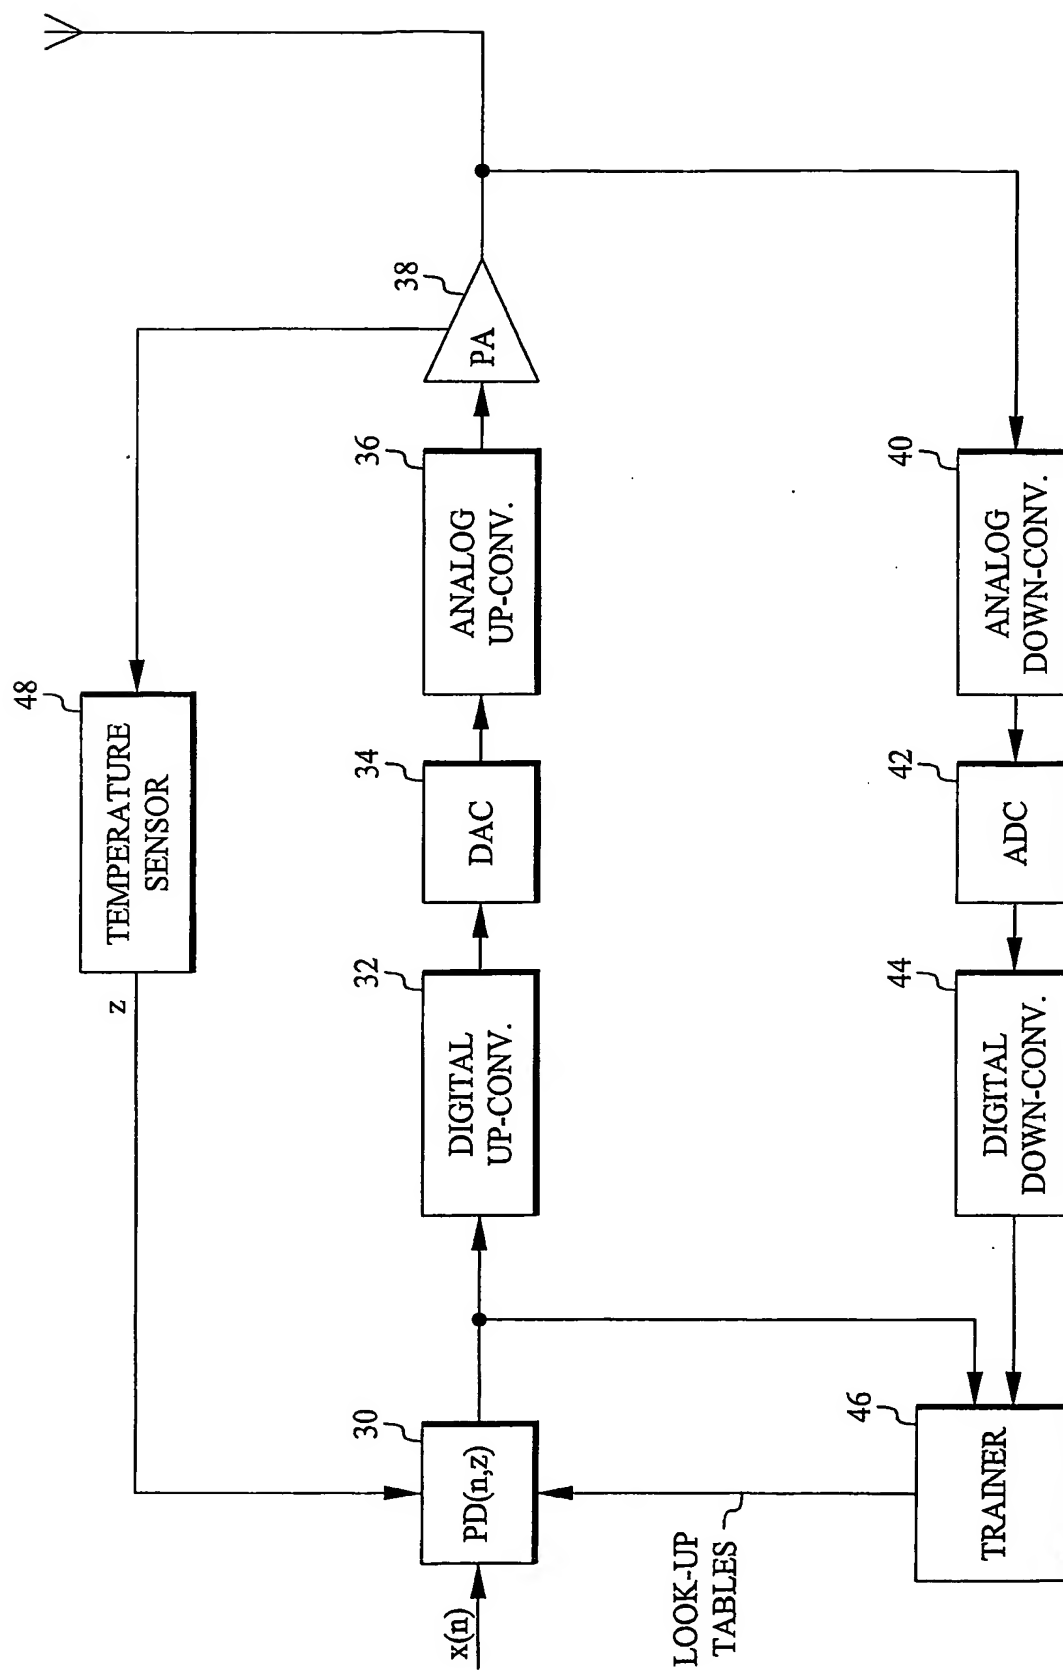 48
TEMPERATURE
SENSOR
z
38
PA
36
ANALOG
UP-CONV.
34
DAC
32
DIGITAL
UP-CONV.
30
PD(n,z)
x(n)
LOOK-UP
TABLES
46
TRAINER
44
DIGITAL
DOWN-CONV.
42
ADC
40
ANALOG
DOWN-CONV.